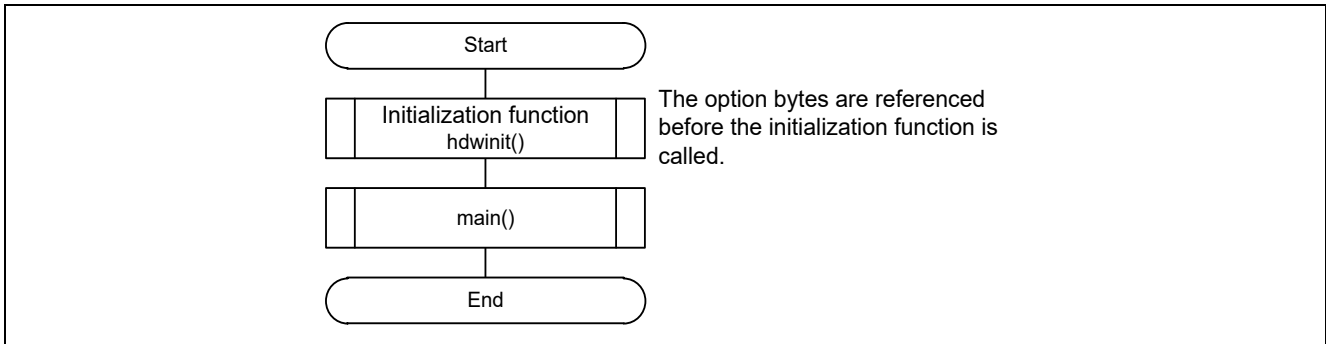 Start
Initialization function
hdwinit()
The option bytes are referenced
before the initialization function is
called.
main()
End